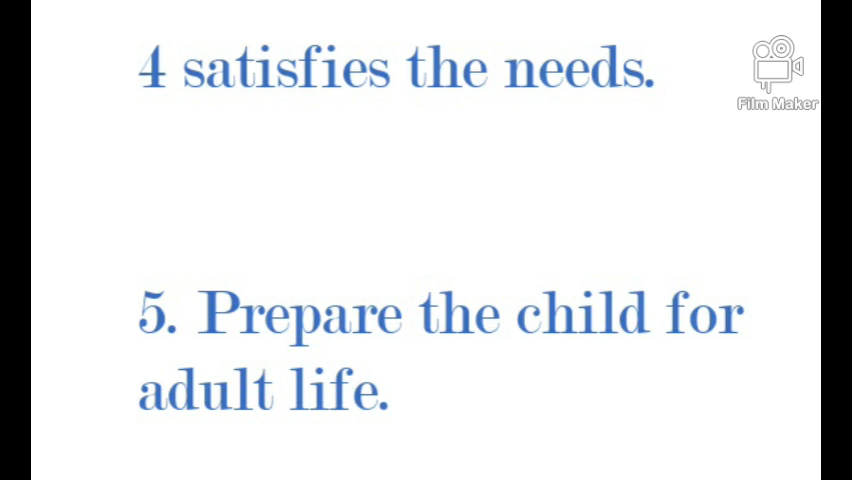 4 satisfies the needs.
Film Maker
5. Prepare the child for
adult life.